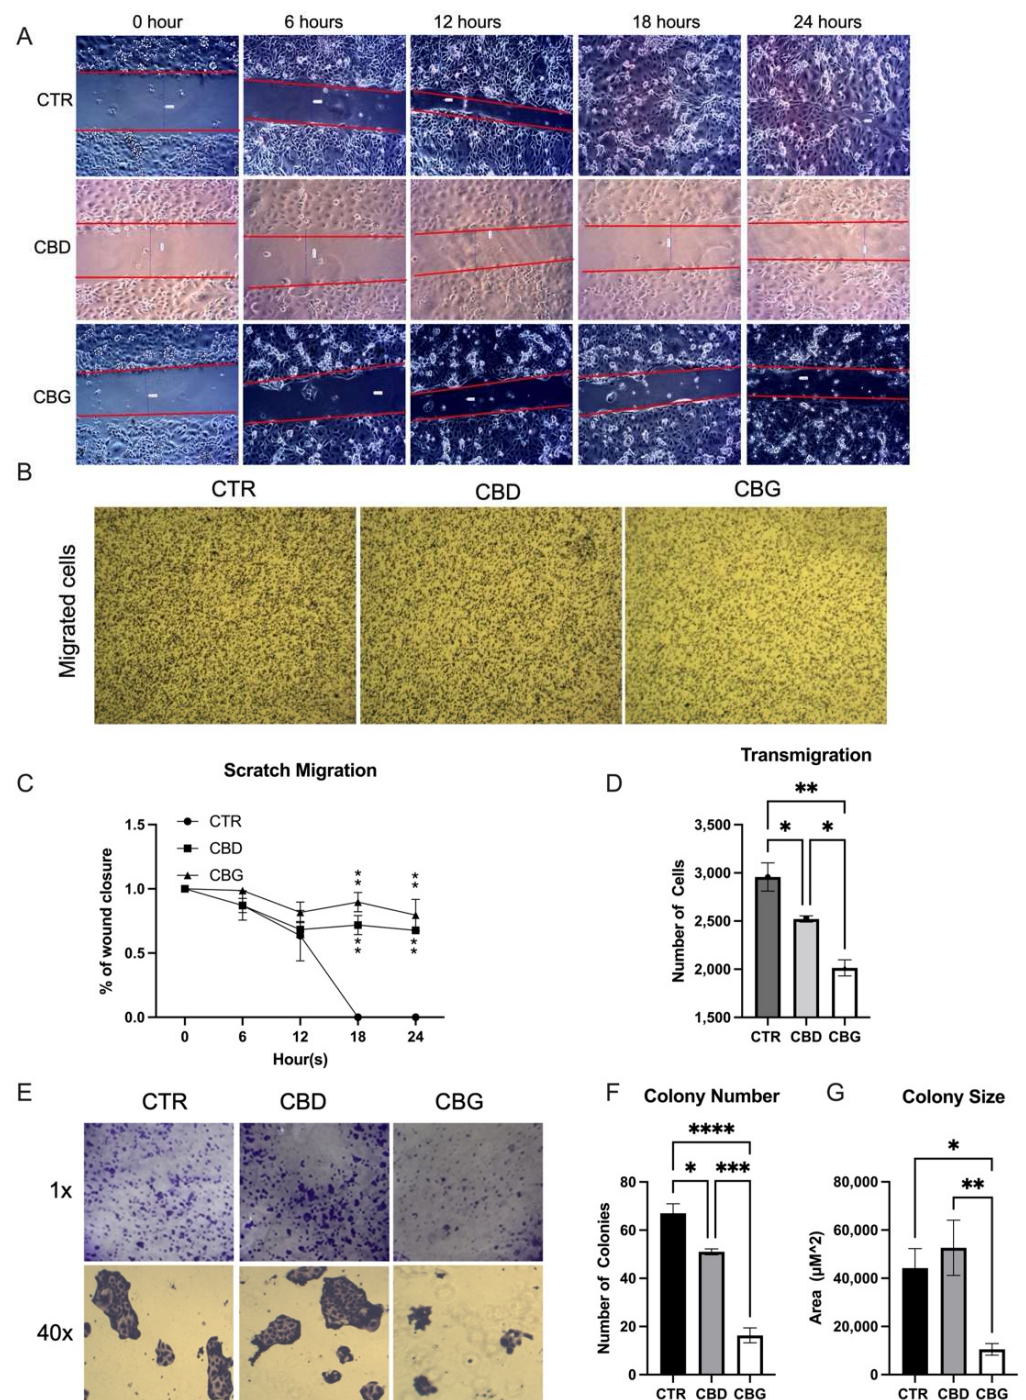 A
0 hour 6 hours 12 hours 18 hours 24 hours
CTR
CBD
CBG
B
CTR CBD CBG
Migrated cells
C
Scratch Migration
CTR
CBD
CBG
% of wound closure
1.5
1.0
0.5
0.0
** **
** **
0 6 12 18 24
Hour(s)
D
Transmigration
**
* *
Number of Cells
3,500
3,000
2,500
2,000
1,500
CTR CBD CBG
E
CTR CBD CBG
1x
40x
F
Colony Number
****
* ***
Number of Colonies
80
60
40
20
0
CTR CBD CBG
G
Colony Size
*
**
Area (µM^2)
80,000
60,000
40,000
20,000
0
CTR CBD CBG